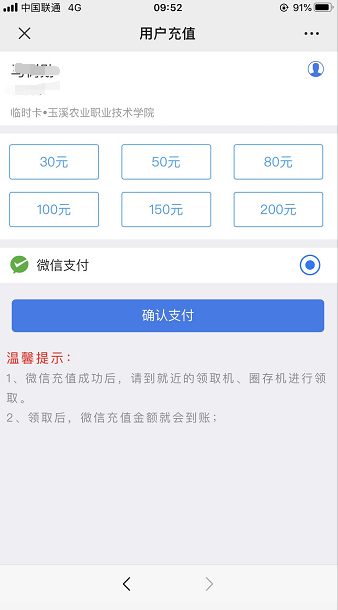 中国联通 4G
09:52
91%
用户充值
临时卡•玉溪农业职业技术学院
30元
50元
80元
100元
150元
200元
微信支付
确认支付
温馨提示：
1、微信充值成功后，请到就近的领取机、圈存机进行领
取。
2、领取后，微信充值金额就会到账；